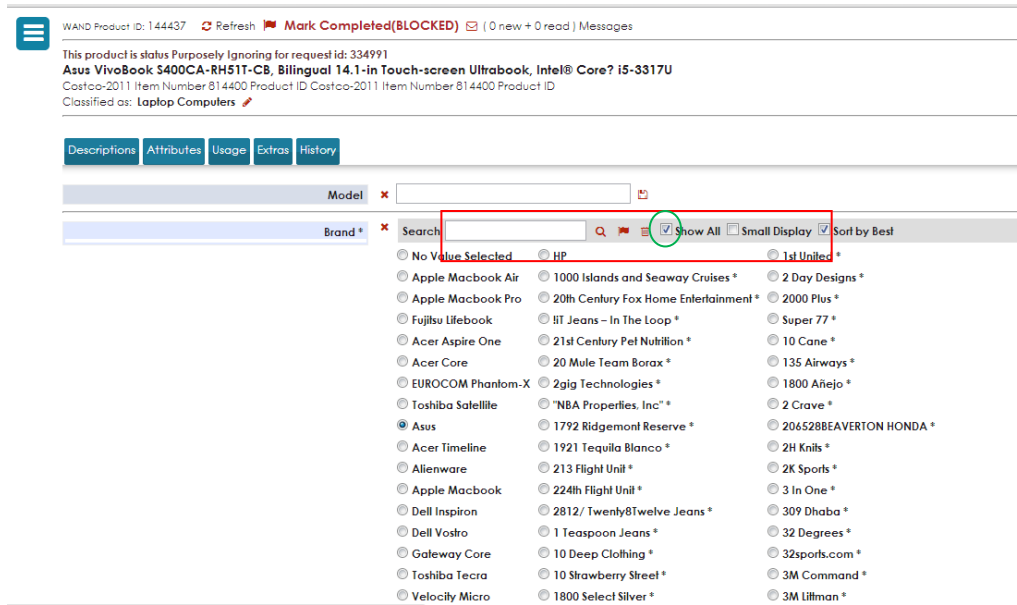 WAND Product ID: 144437 Refresh Mark Completed(BLOCKED) ( 0 new + 0 read ) Messages
This product is status Purposely Ignoring for request id: 334991
Asus VivoBook S400CA-RH51T-CB, Bilingual 14.1-in Touch-screen Ultrabook, Intel® Core? i5-3317U
Costco-2011 Item Number 814400 Product ID Costco-2011 Item Number 814400 Product ID
Classified as: Laptop Computers
Descriptions Attributes Usage Extras History
Model
Brand * Search Show All Small Display Sort by Best
No Value Selected HP 1st United *
Apple Macbook Air 1000 Islands and Seaway Cruises * 2 Day Designs *
Apple Macbook Pro 20th Century Fox Home Entertainment * 2000 Plus *
Fujitsu Lifebook !iT Jeans – In The Loop * Super 77 *
Acer Aspire One 21st Century Pet Nutrition * 10 Cane *
Acer Core 20 Mule Team Borax * 135 Airways *
EUROCOM Phantom-X 2gig Technologies * 1800 Añejo *
Toshiba Satellite "NBA Properties, Inc" * 2 Crave *
Asus 1792 Ridgemont Reserve * 206528BEAVERTON HONDA *
Acer Timeline 1921 Tequila Blanco * 2H Knits *
Alienware 213 Flight Unit * 2K Sports *
Apple Macbook 224th Flight Unit * 3 In One *
Dell Inspiron 2812/ Twenty8Twelve Jeans * 309 Dhaba *
Dell Vostro 1 Teaspoon Jeans * 32 Degrees *
Gateway Core 10 Deep Clothing * 32sports.com *
Toshiba Tecra 10 Strawberry Street * 3M Command *
Velocity Micro 1800 Select Silver * 3M Littman *